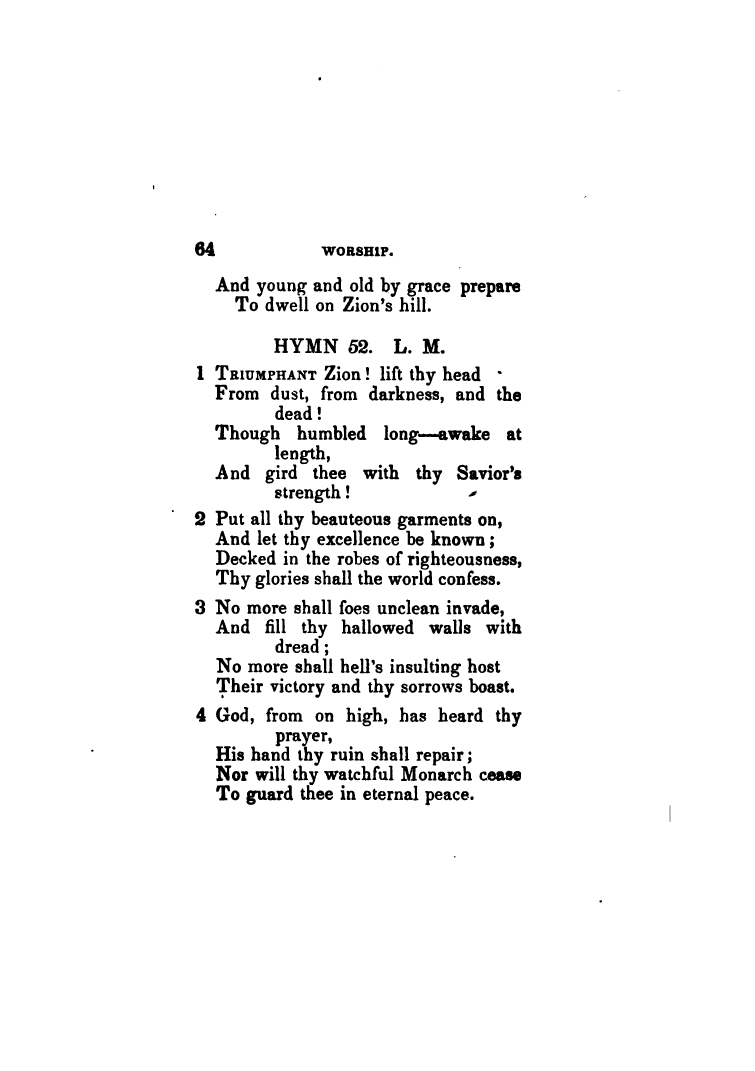 64 WORSHIP.
And young and old by grace prepare
To dwell on Zion's hill.
HYMN 52. L. M.
1 TRIUMPHANT Zion! lift thy head
From dust, from darkness, and the
dead!
Though humbled long—awake at
length,
And gird thee with thy Savior's
strength!
2 Put all thy beauteous garments on,
And let thy excellence be known;
Decked in the robes of righteousness,
Thy glories shall the world confess.
3 No more shall foes unclean invade,
And fill thy hallowed walls with
dread;
No more shall hell's insulting host
Their victory and thy sorrows boast.
4 God, from on high, has heard thy
prayer,
His hand thy ruin shall repair;
Nor will thy watchful Monarch cease
To guard thee in eternal peace.